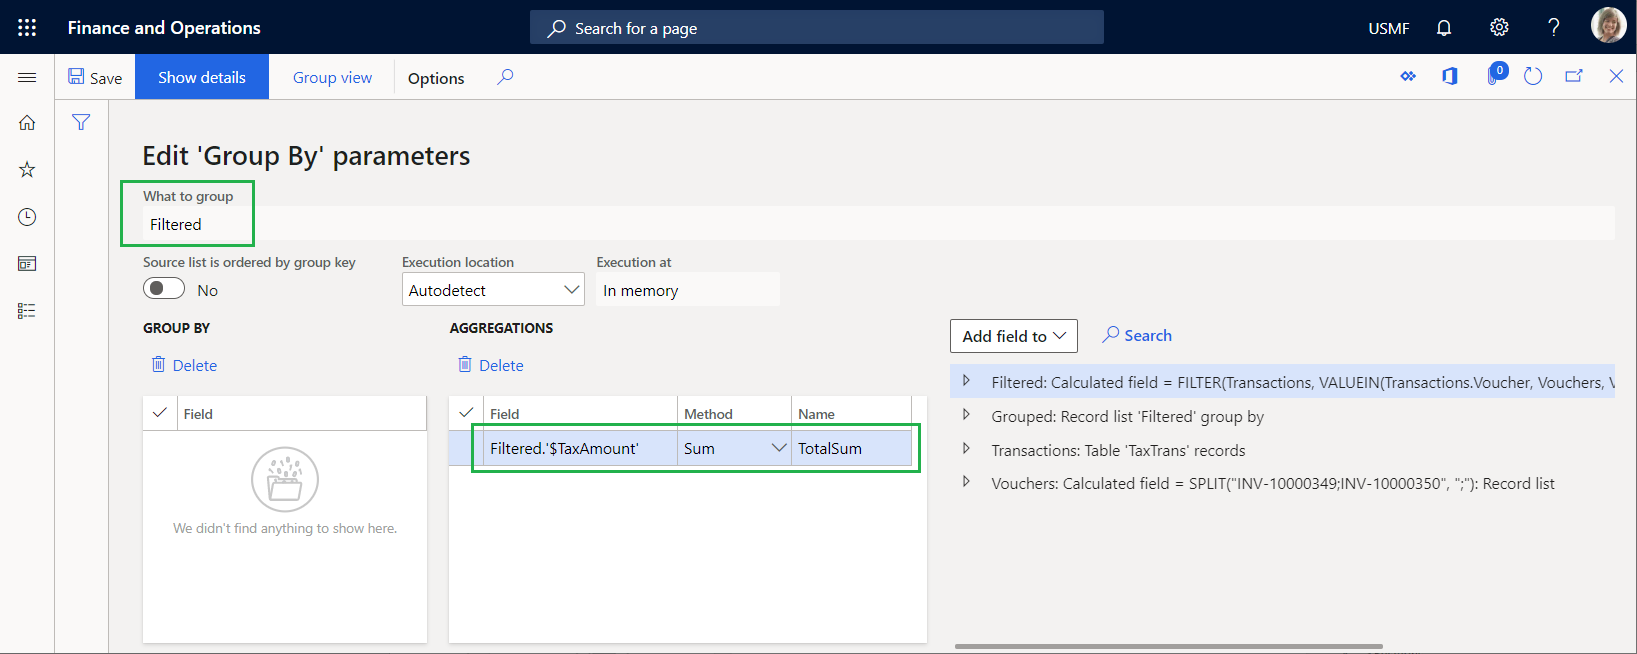 Finance and Operations
Search for a page
USMF
?
Save
Show details
Group view
Options
0
Edit 'Group By' parameters
What to group
Filtered
Source list is ordered by group key
Execution location
Execution at
No
Autodetect
In memory
GROUP BY
AGGREGATIONS
Add field to
Search
Delete
Delete
Field
Field
Method
Name
Filtered.'$TaxAmount'
Sum
TotalSum
We didn't find anything to show here.
Filtered: Calculated field = FILTER(Transactions, VALUEIN(Transactions.Voucher, Vouchers, V
Grouped: Record list 'Filtered' group by
Transactions: Table 'TaxTrans' records
Vouchers: Calculated field = SPLIT("INV-10000349;INV-10000350", ";"): Record list